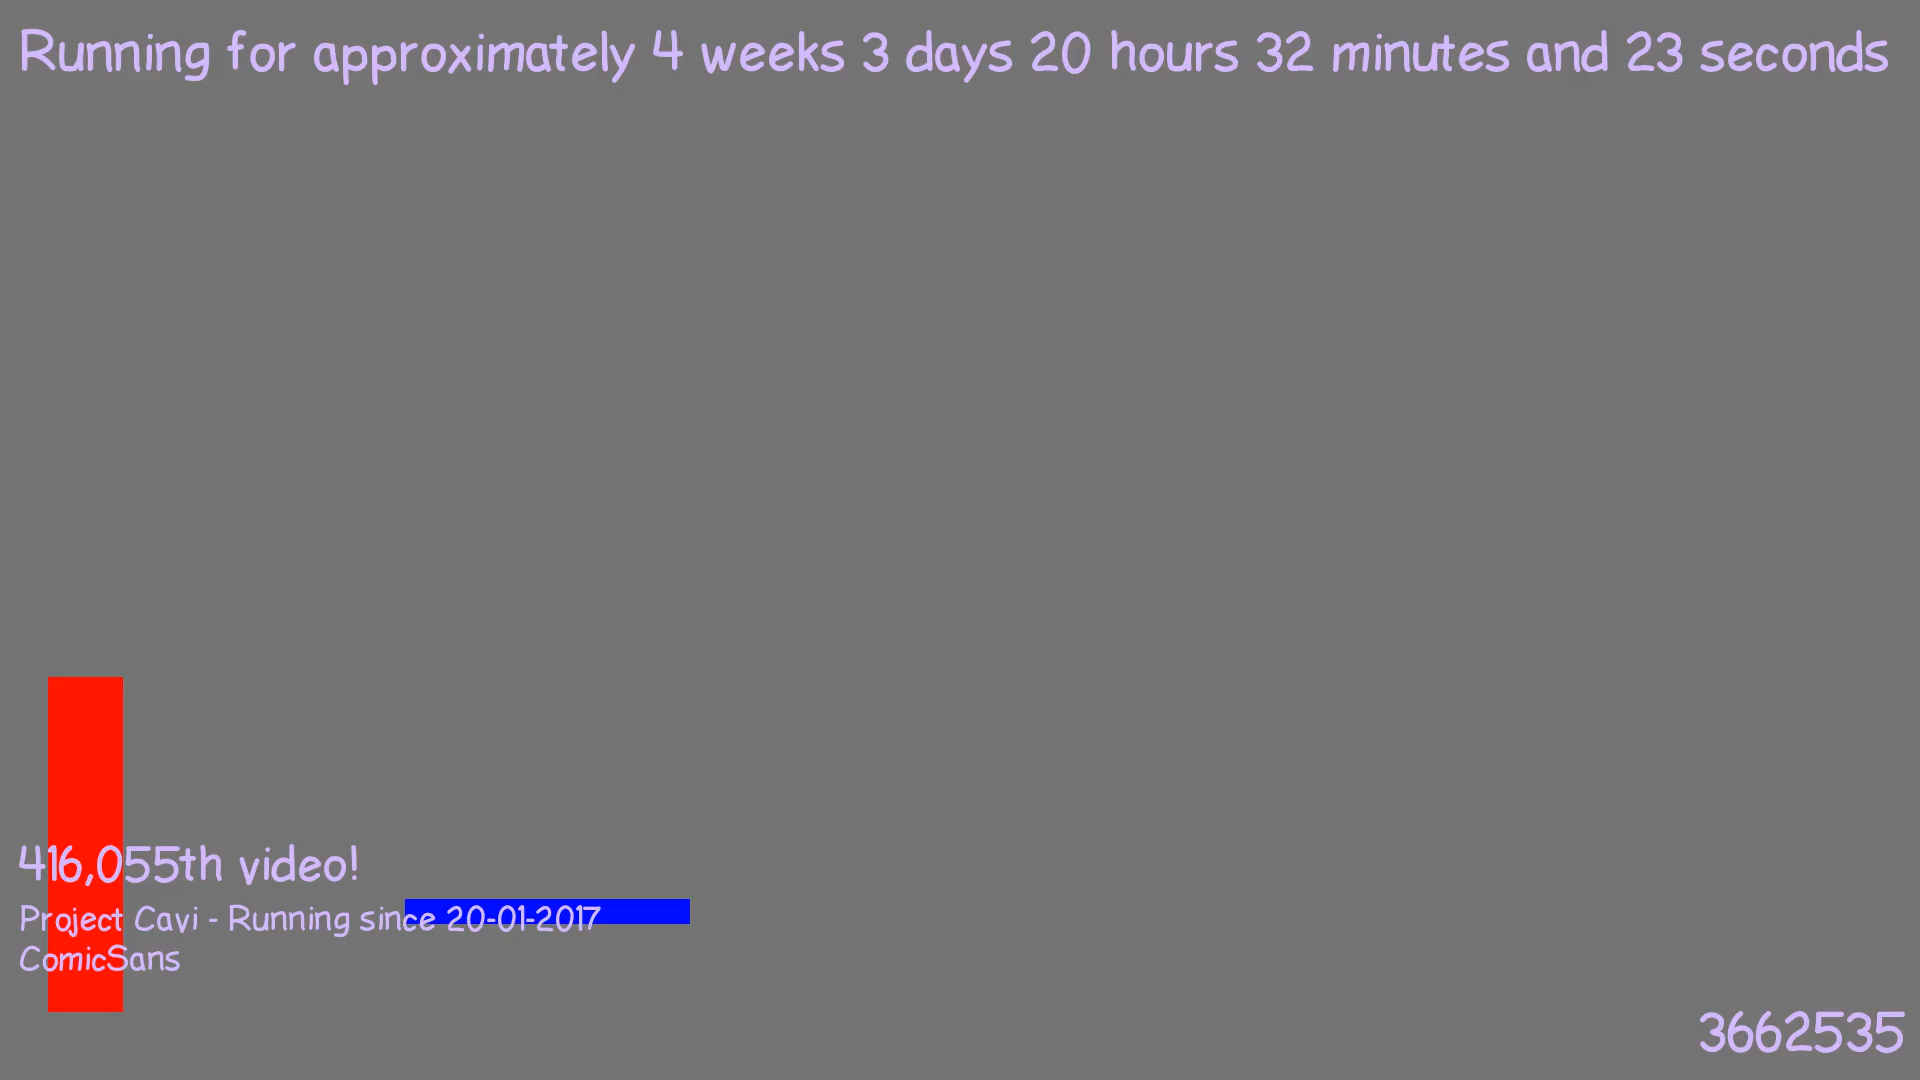 Running for approximately 4 weeks 3 days 20 hours 32 minutes and 23 seconds
416,055th video!
Project Cavi - Running since 20-01-2017
ComicSans
3662535